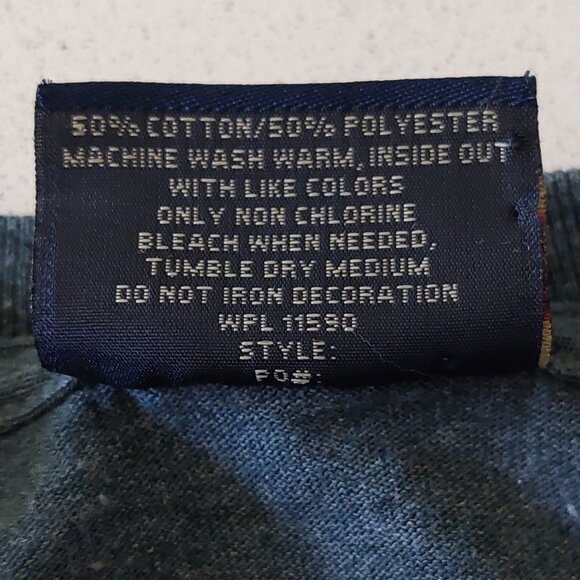 50% COTTON/50% POLYESTER
MACHINE WASH WARM, INSIDE OUT
WITH LIKE COLORS
ONLY NON CHLORINE
BLEACH WHEN NEEDED.
TUMBLE DRY MEDIUM
DO NOT IRON DECORATION
WPL 11590
STYLE:
PO#: